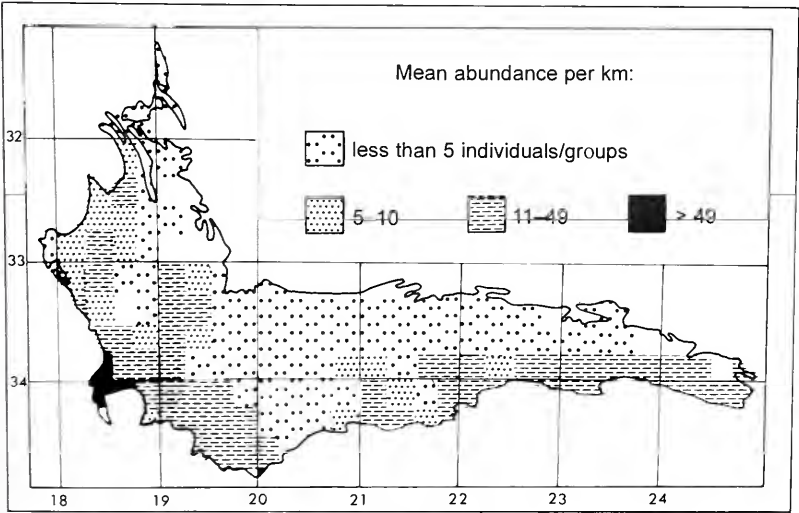 Mean abundance per km:
less than 5 individuals/groups
5–10 11–49 > 49
32
33
34
18 19 20 21 22 23 24